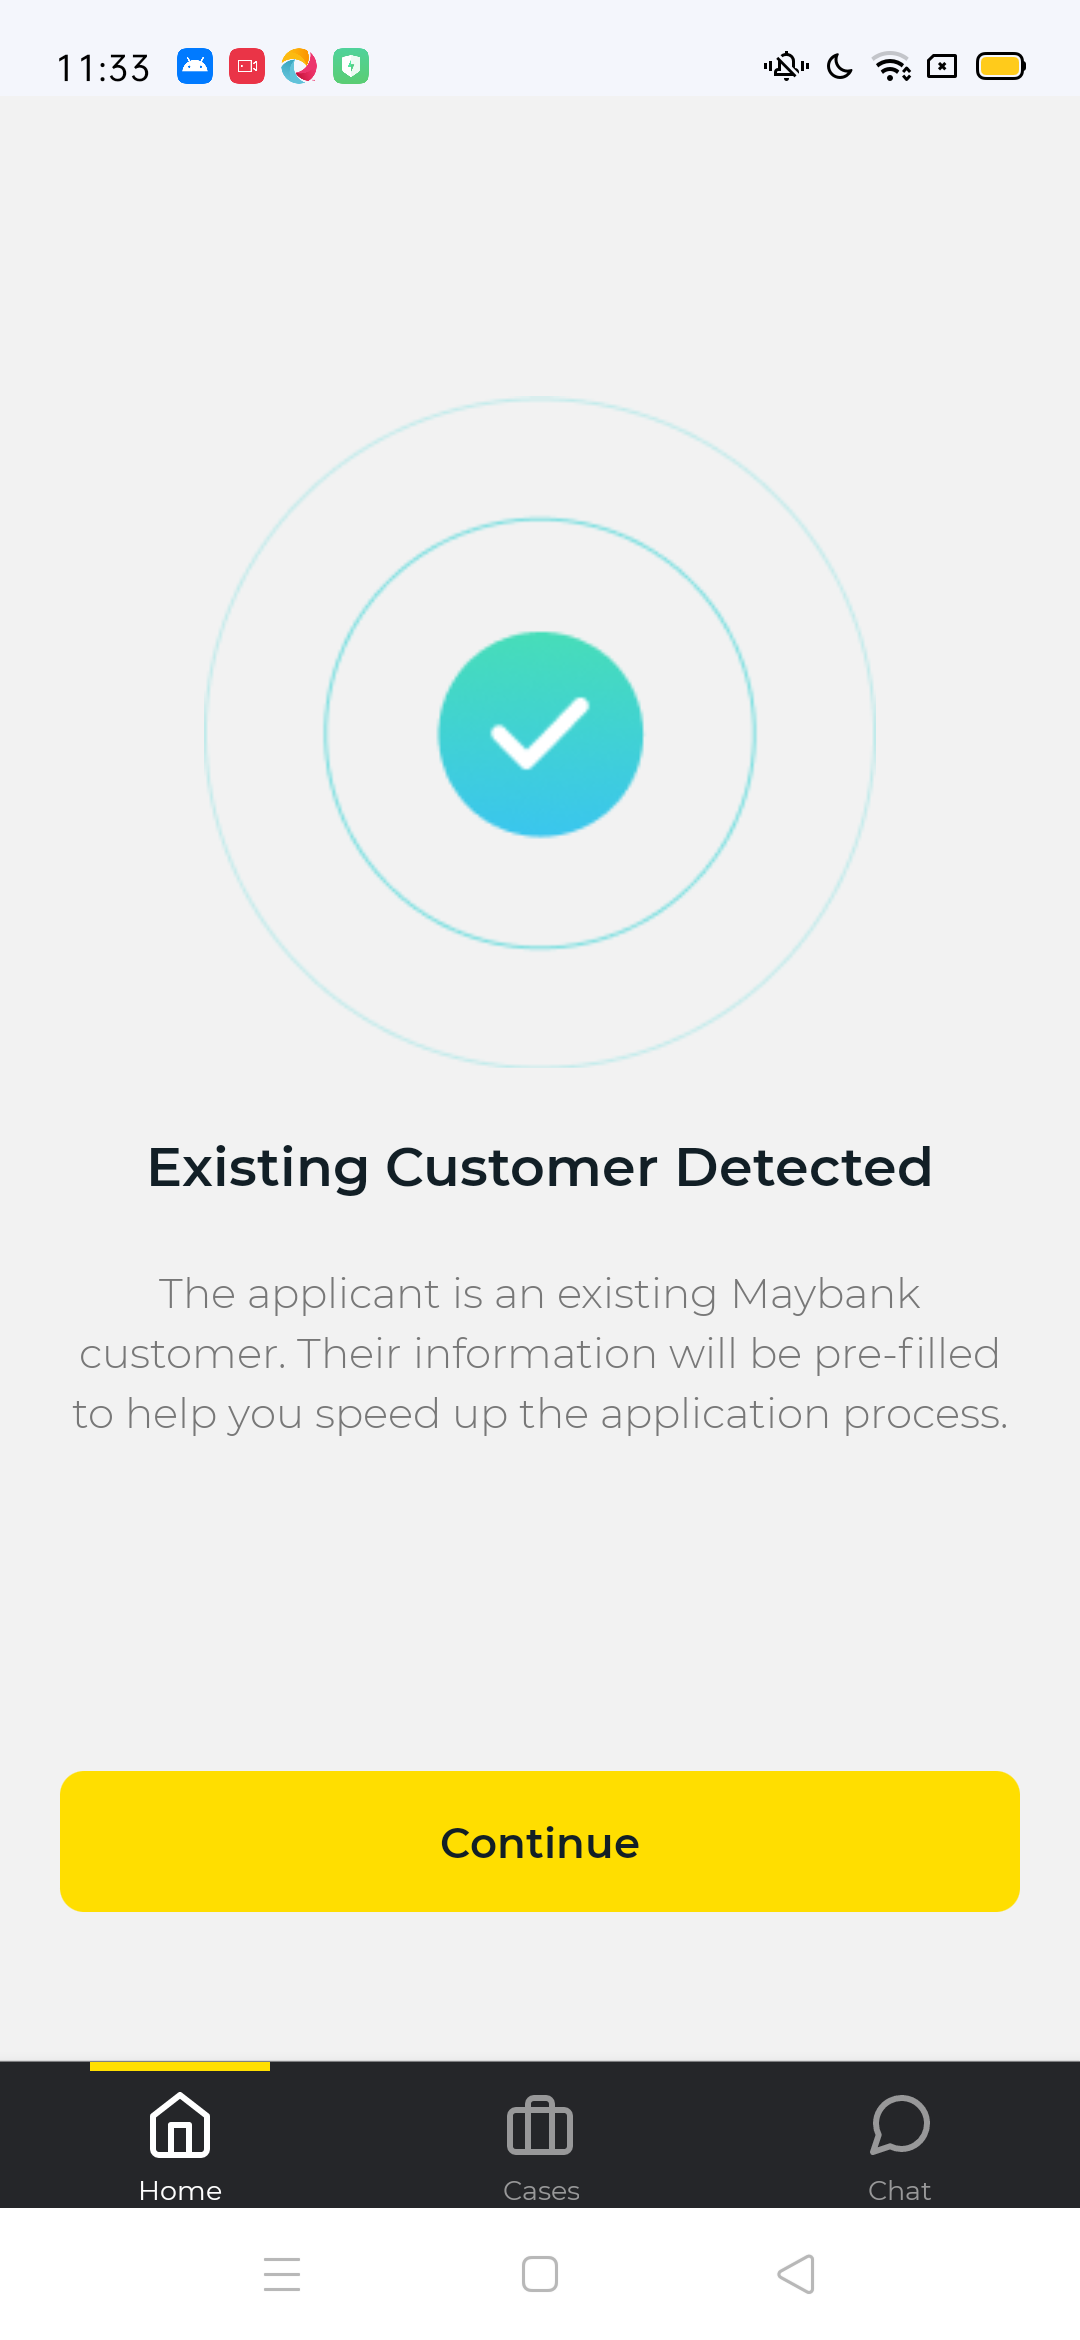 11:33
Existing Customer Detected
The applicant is an existing Maybank
customer. Their information will be pre-filled
to help you speed up the application process.
Continue
Home
Cases
Chat